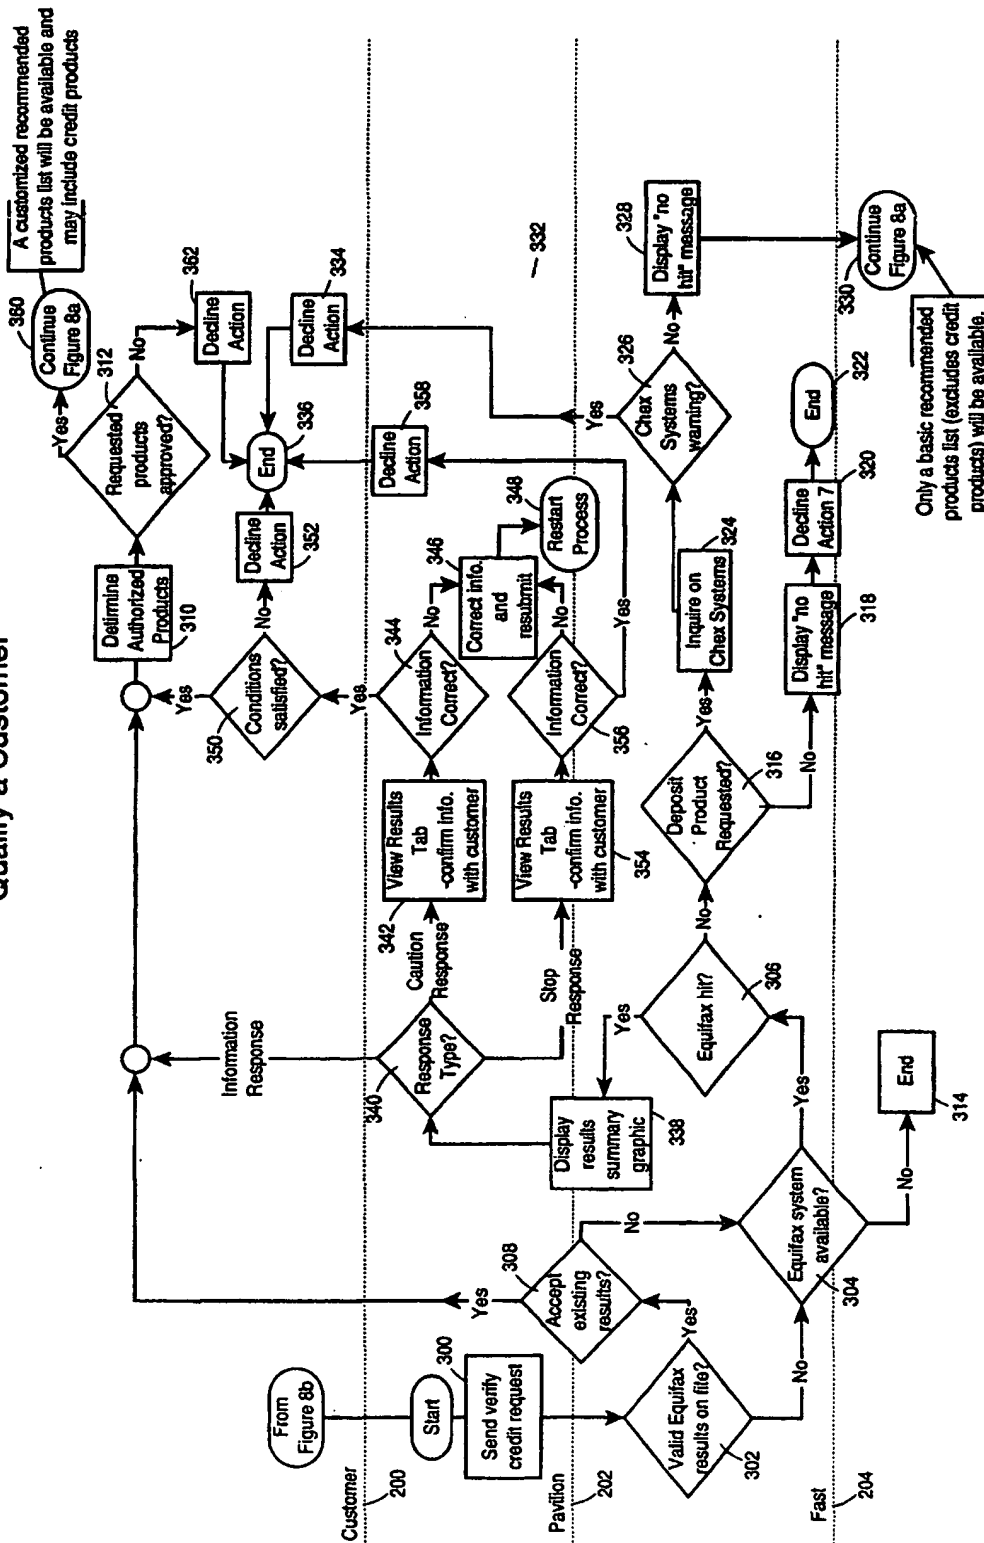 Qualify a Customer
From
Figure 8b
Start
300
Send verify
credit request
Valid Equifax
results on file?
302
Yes
No
308
Accept
existing
results?
Yes
No
Equifax system
available?
304
Yes
No
End
314
Equifax hit?
306
Yes
No
Display
results
summary
graphic
338
Response
Type?
340
Information
Response
Caution
Response
Stop
Response
342
View Results
Tab
-confirm info.
with customer
View Results
Tab
-confirm info.
with customer
354
Information
Correct?
344
Yes
No
Information
Correct?
356
No
Yes
346
Correct info.
and
resubmit
348
Restart
Process
350
Conditions
satisfied?
Yes
No
Decline
Action
352
End
336
Decline
Action
358
Decline
Action
334
Decline
Action
362
Detirmine
Authorized
Products
310
Requested
products
approved?
312
Yes
No
360
Continue
Figure 8a
A customized recommended
products list will be available and
may include credit products
332
Deposit
Product
Requested?
316
Yes
No
Inquire on
Chex Systems
324
Chex
Systems
warning?
326
Yes
No
328
Display "no
hit" message
330
Continue
Figure 8a
Only a basic recommended
products list (excludes credit
products) will be available.
Display "no
hit" message
318
Decline
Action 7
320
End
322
Customer
200
Pavilion
202
Fast
204